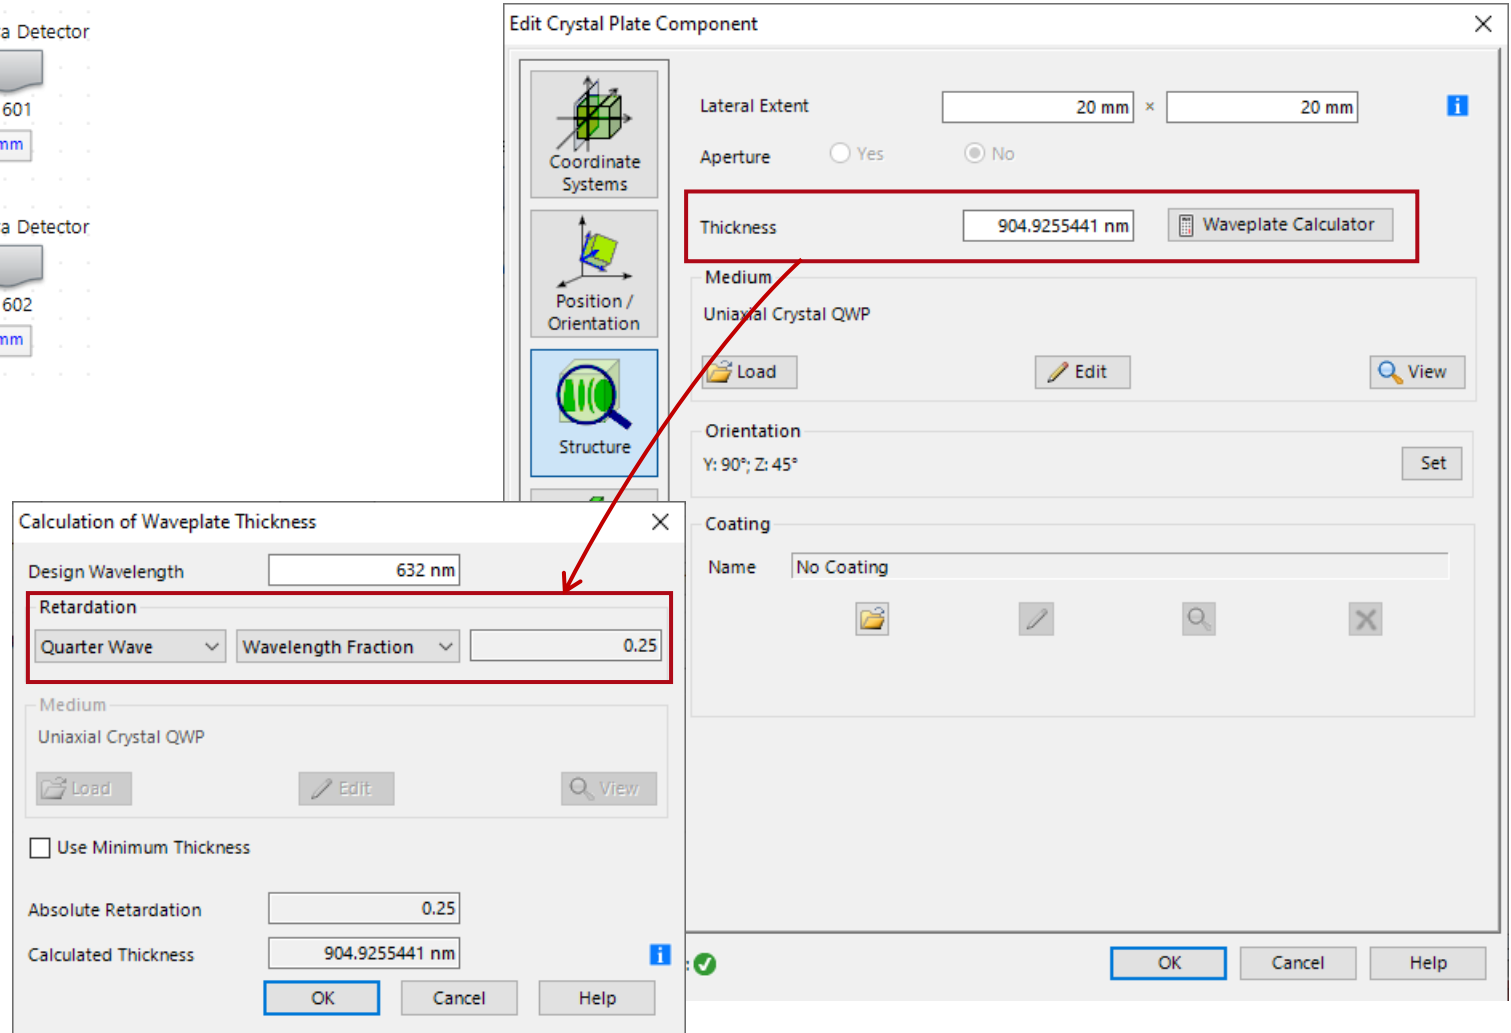 a Detector
601
mm
a Detector
602
mm
Edit Crystal Plate Component
Coordinate
Systems
Position /
Orientation
Structure
Lateral Extent 20 mm × 20 mm
Aperture Yes No
Thickness 904.9255441 nm Waveplate Calculator
Medium
Uniaxial Crystal QWP
Load Edit View
Orientation
Y: 90°; Z: 45° Set
Coating
Name No Coating
OK Cancel Help
Calculation of Waveplate Thickness
Design Wavelength 632 nm
Retardation
Quarter Wave Wavelength Fraction 0.25
Medium
Uniaxial Crystal QWP
Load Edit View
Use Minimum Thickness
Absolute Retardation 0.25
Calculated Thickness 904.9255441 nm
OK Cancel Help